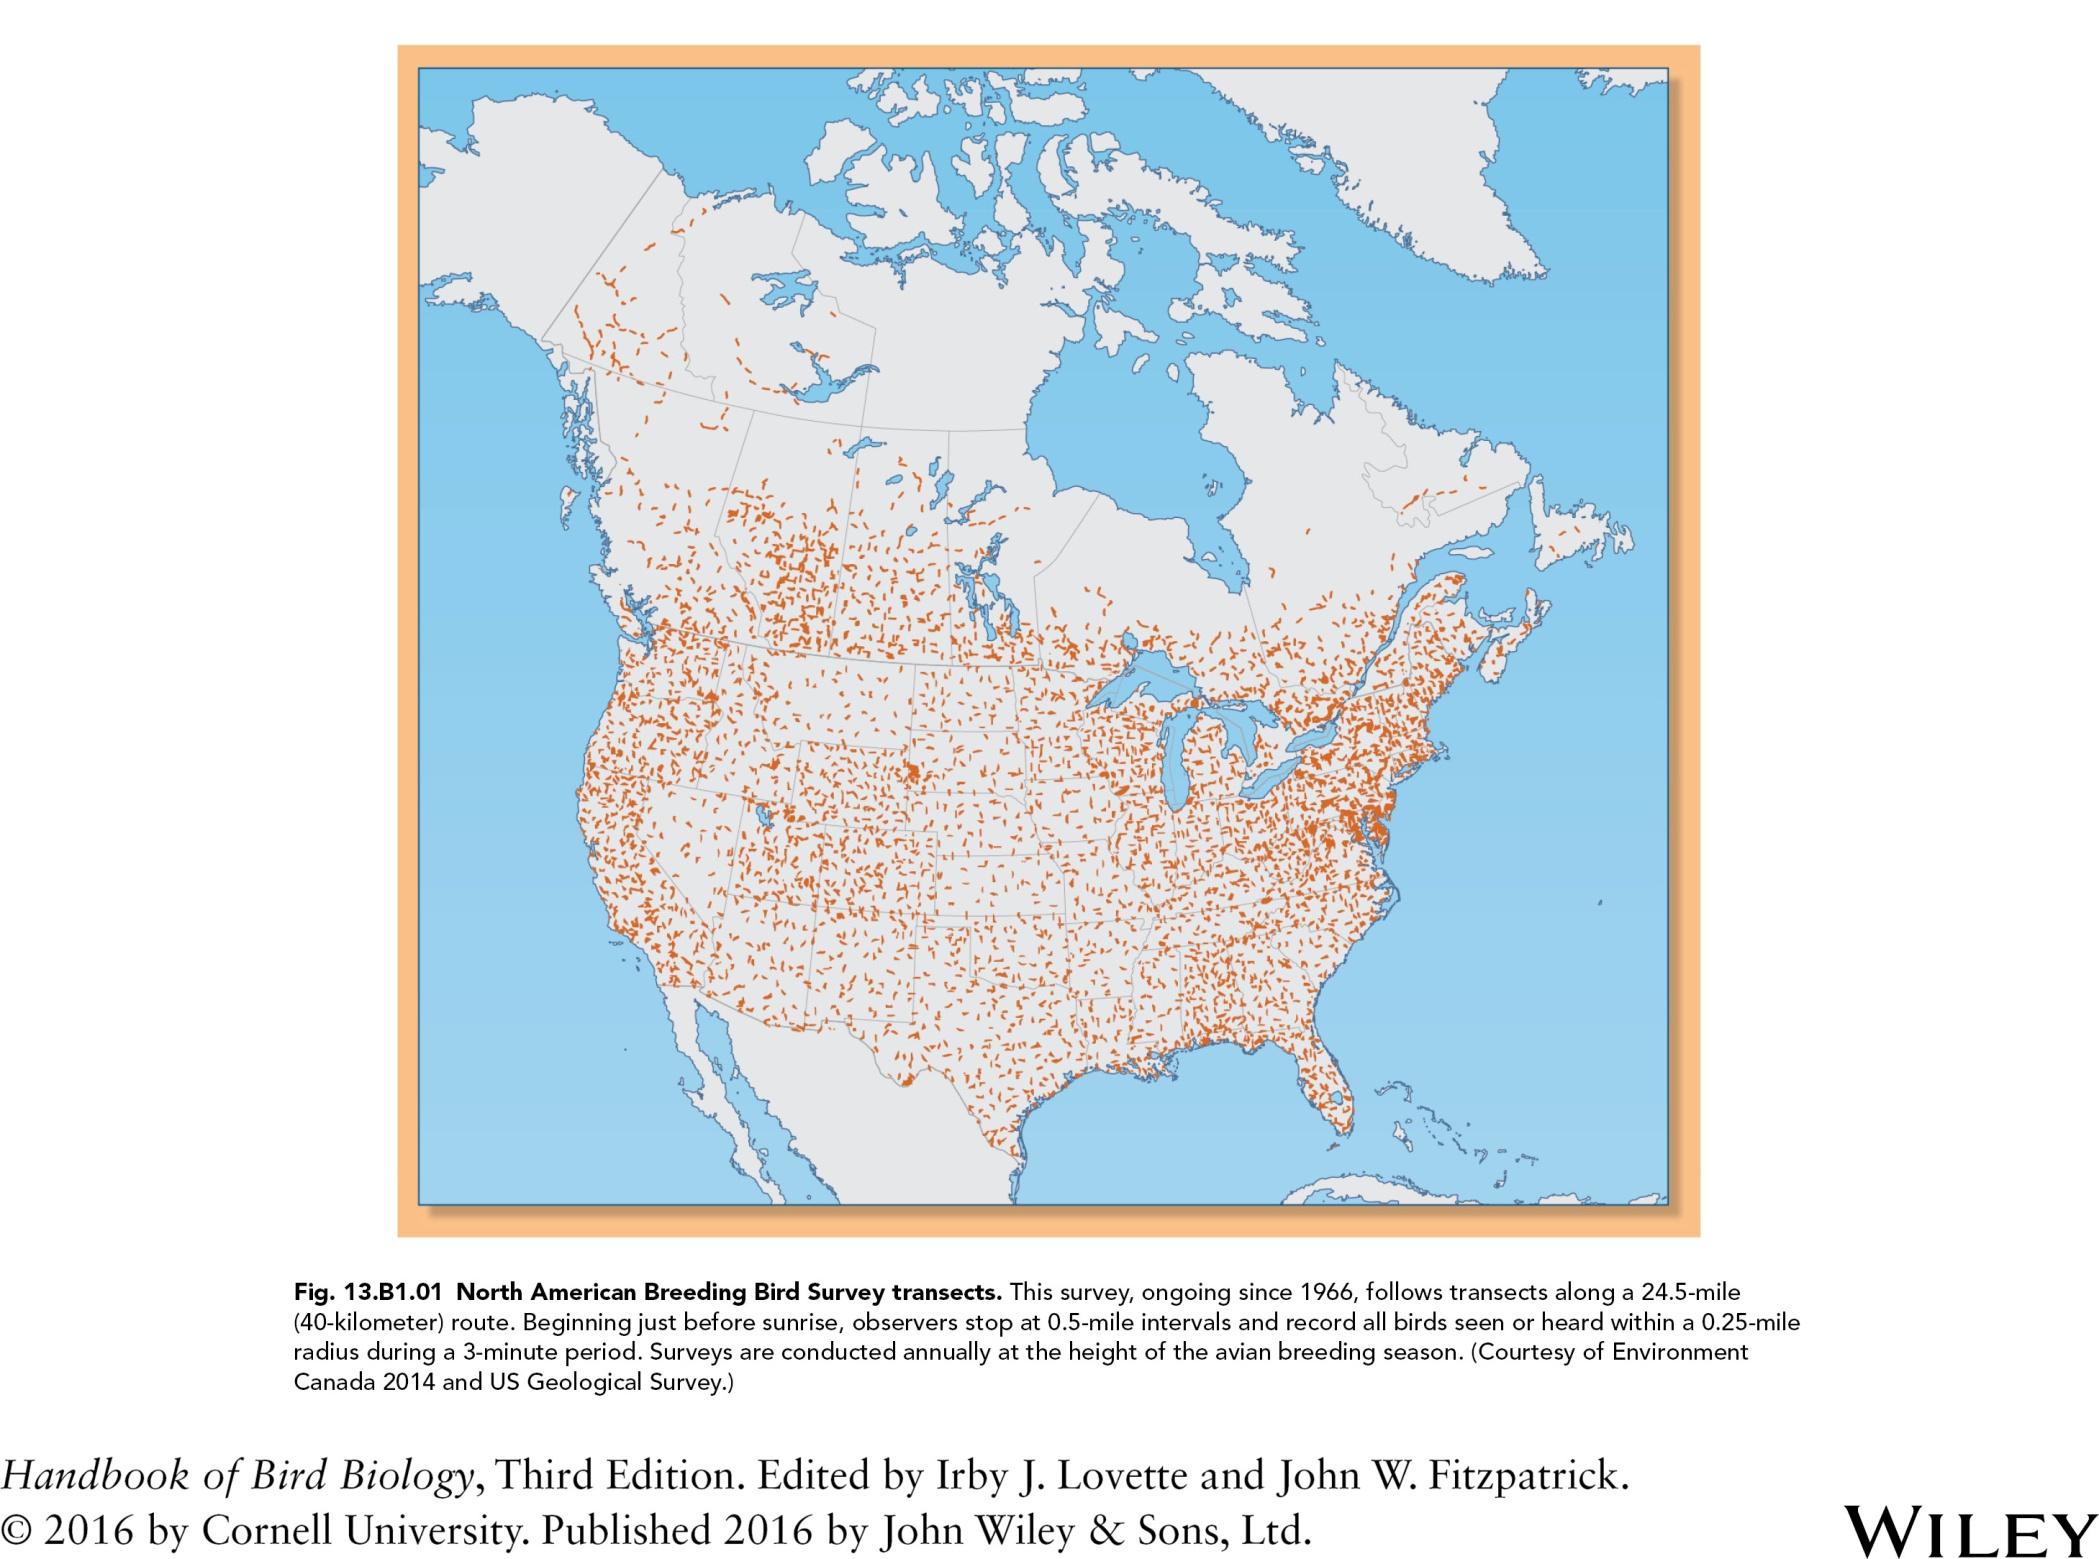 Fig. 13.B1.01 North American Breeding Bird Survey transects. This survey, ongoing since 1966, follows transects along a 24.5-mile
(40-kilometer) route. Beginning just before sunrise, observers stop at 0.5-mile intervals and record all birds seen or heard within a 0.25-mile
radius during a 3-minute period. Surveys are conducted annually at the height of the avian breeding season. (Courtesy of Environment
Canada 2014 and US Geological Survey.)
Handbook of Bird Biology, Third Edition. Edited by Irby J. Lovette and John W. Fitzpatrick.
© 2016 by Cornell University. Published 2016 by John Wiley & Sons, Ltd.
WILEY